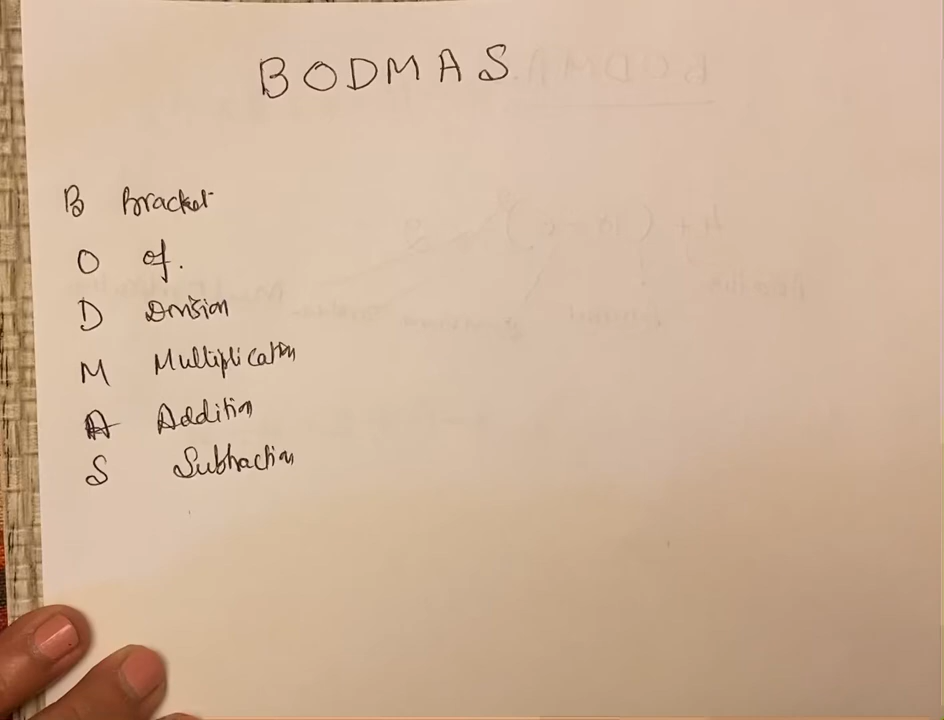 BODMAS
B Bracket
O of.
D Division
M Multiplication
A Addition
S Subtraction